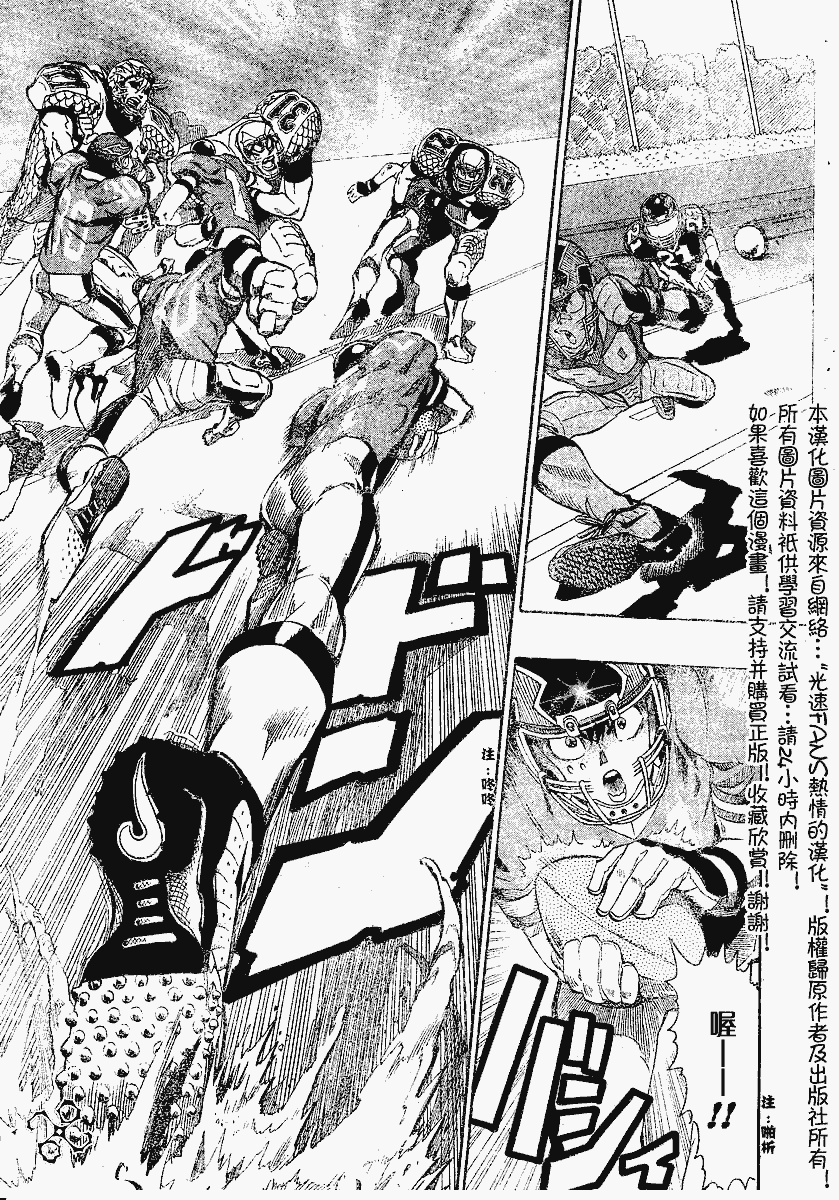 本漢化圖片資源來自網絡…"光速FANS熱情的漢化"！版權歸原作者及出版社所有！
所有圖片資料祇供學習交流試看…請24小時內刪除！
如果喜歡這個漫畫！請支持并購買正版！！收藏欣賞！！謝謝！
31
喔——！！
バシィ
注：啪折
ドドン
注：咚咚